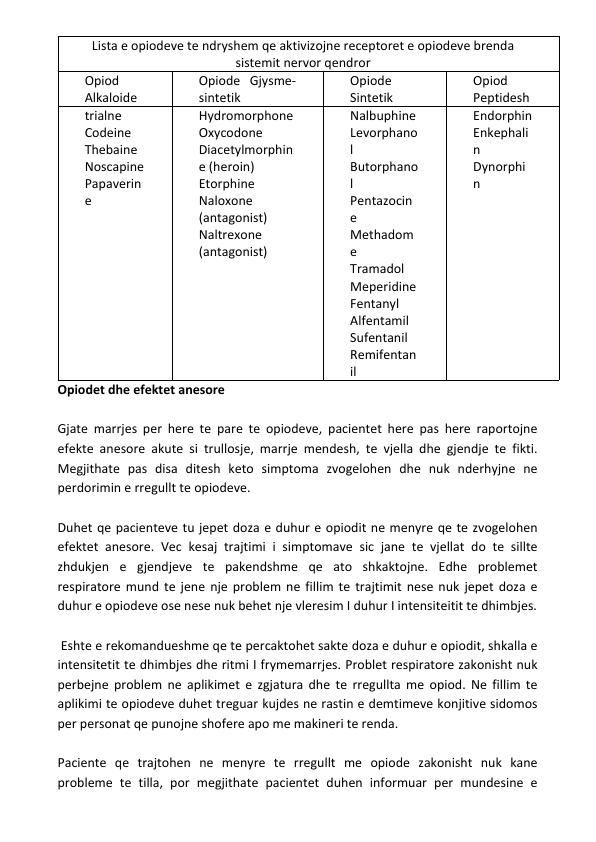 Lista e opiodeve te ndryshem qe aktivizojne receptoret e opiodeve brenda
sistemit nervor qendror
Opiod
Alkaloide
Opiode Gjysme-
sintetik
Opiode
Sintetik
Opiod
Peptidesh
trialne
Codeine
Thebaine
Noscapine
Papaverin
e
Hydromorphone
Oxycodone
Diacetylmorphin
e (heroin)
Etorphine
Naloxone
(antagonist)
Naltrexone
(antagonist)
Nalbuphine
Levorphano
l
Butorphano
l
Pentazocin
e
Methadom
e
Tramadol
Meperidine
Fentanyl
Alfentamil
Sufentanil
Remifentan
il
Endorphin
Enkephali
n
Dynorphi
n
Opiodet dhe efektet anesore
Gjate marrjes per here te pare te opiodeve, pacientet here pas here raportojne
efekte anesore akute si trullosje, marrje mendesh, te vjella dhe gjendje te fikti.
Megjithate pas disa ditesh keto simptoma zvogelohen dhe nuk nderhyjne ne
perdorimin e rregullt te opiodeve.
Duhet qe pacienteve tu jepet doza e duhur e opiodit ne menyre qe te zvogelohen
efektet anesore. Vec kesaj trajtimi i simptomave sic jane te vjellat do te sillte
zhdukjen e gjendjeve te pakendshme qe ato shkaktojne. Edhe problemet
respiratore mund te jene nje problem ne fillim te trajtimit nese nuk jepet doza e
duhur e opiodeve ose nese nuk behet nje vleresim I duhur I intensiteitit te dhimbjes.
Eshte e rekomandueshme qe te percaktohet sakte doza e duhur e opiodit, shkalla e
intensitetit te dhimbjes dhe ritmi I frymemarrjes. Problet respiratore zakonisht nuk
perbejne problem ne aplikimet e zgjatura dhe te rregullta me opiod. Ne fillim te
aplikimi te opiodeve duhet treguar kujdes ne rastin e demtimeve konjitive sidomos
per personat qe punojne shofere apo me makineri te renda.
Paciente qe trajtohen ne menyre te rregullt me opiode zakonisht nuk kane
probleme te tilla, por megjithate pacientet duhen informuar per mundesine e